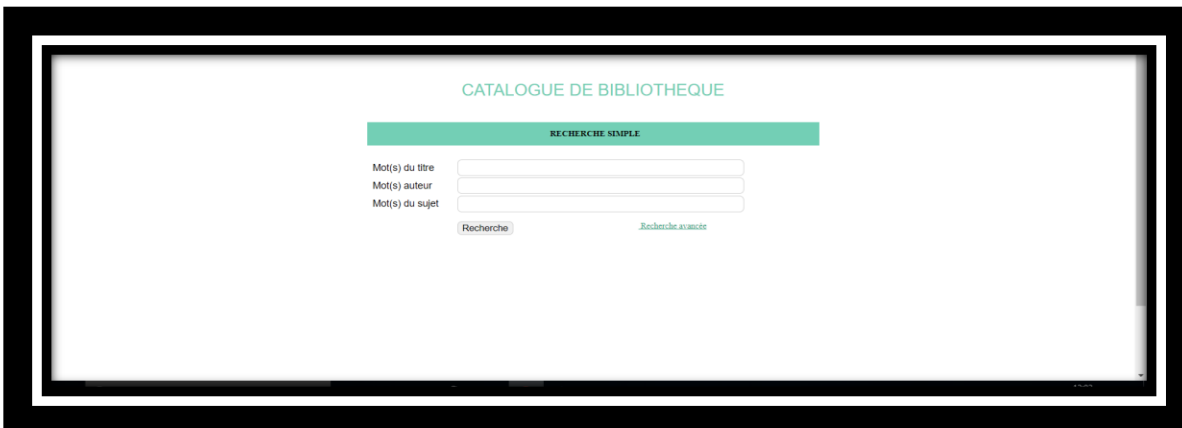 CATALOGUE DE BIBLIOTHEQUE
RECHERCHE SIMPLE
Mot(s) du titre
Mot(s) auteur
Mot(s) du sujet
Recherche Recherche avancée